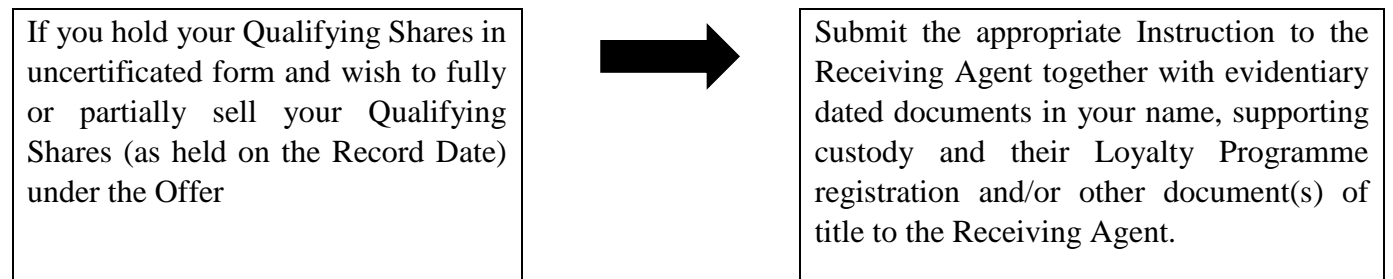 If you hold your Qualifying Shares in
uncertificated form and wish to fully
or partially sell your Qualifying
Shares (as held on the Record Date)
under the Offer
Submit the appropriate Instruction to the
Receiving Agent together with evidentiary
dated documents in your name, supporting
custody and their Loyalty Programme
registration and/or other document(s) of
title to the Receiving Agent.